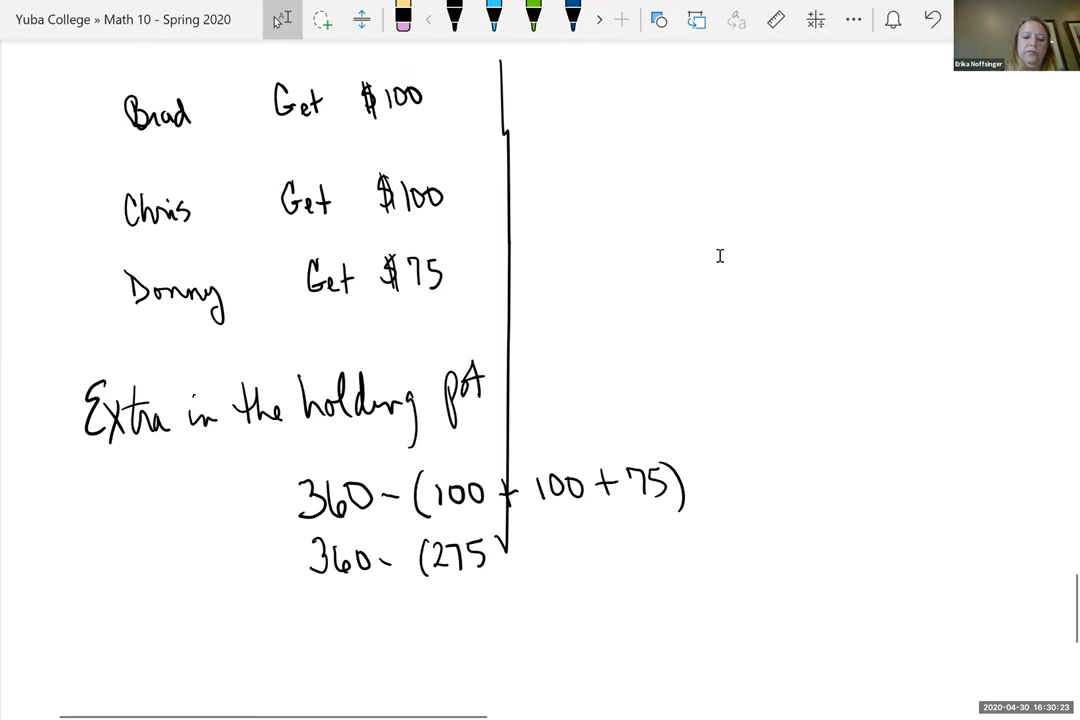 Yuba College » Math 10 - Spring 2020
Erika Noffsinger
Brad Get $100
Chris Get $100
Donny Get $75
Extra in the holding pot
360 - (100 + 100 + 75)
360 - (275
2020-04-30 16:30:23